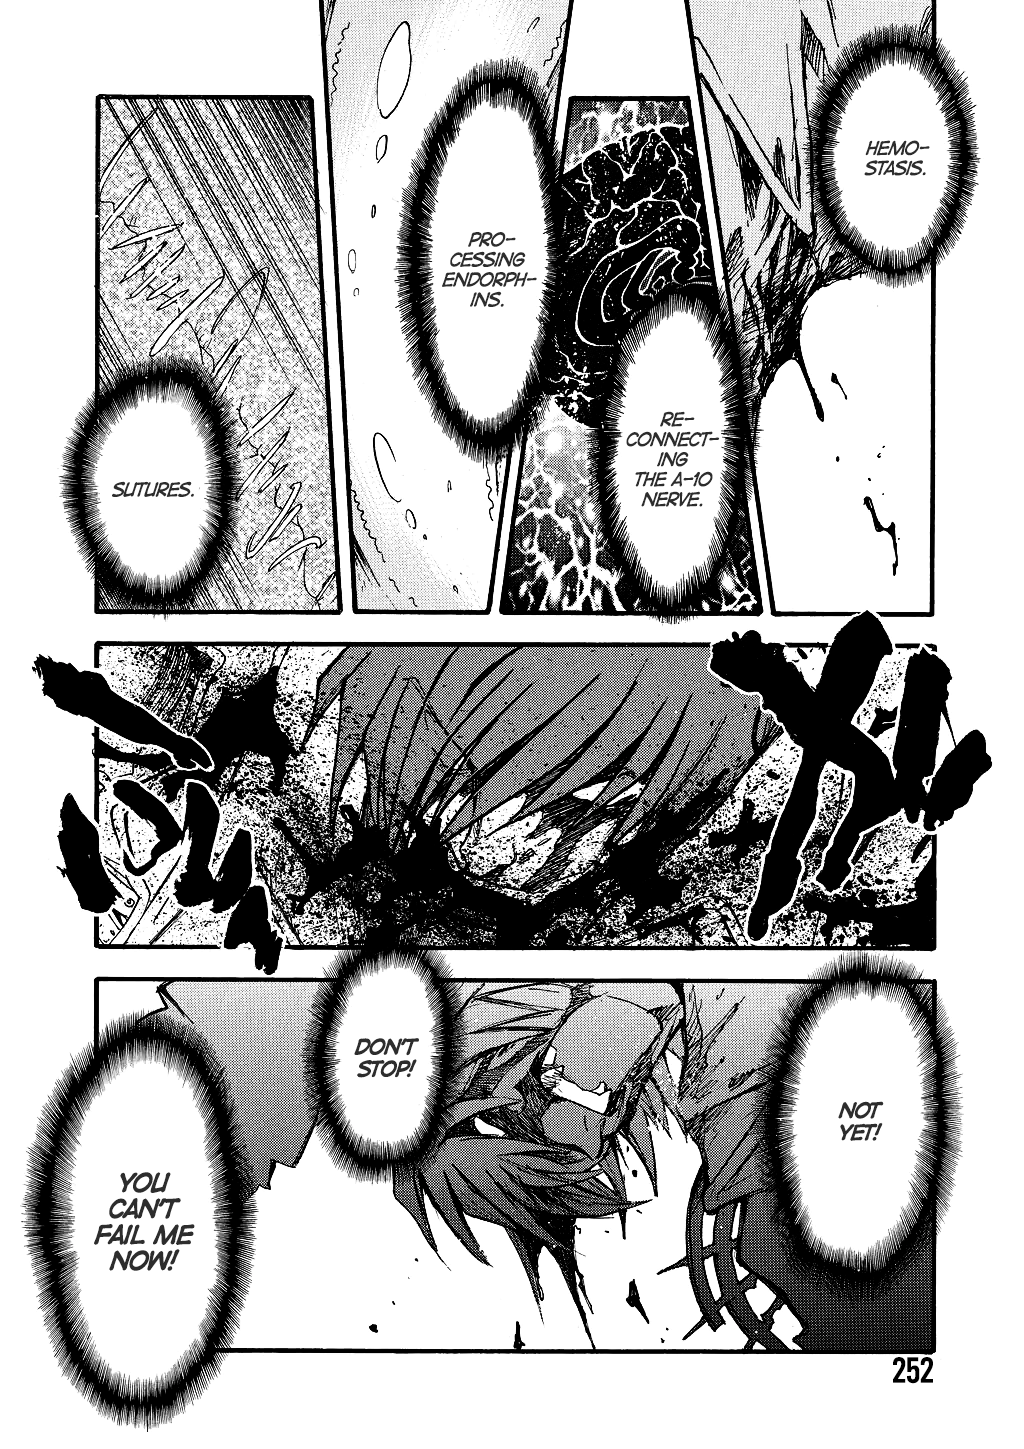 HEMO-
STASIS.
RE-
CONNECT-
ING
THE A-10
NERVE.
PRO-
CESSING
ENDORPH-
INS.
SUTURES.
NOT
YET!
DON'T
STOP!
YOU
CAN'T
FAIL ME
NOW!
252